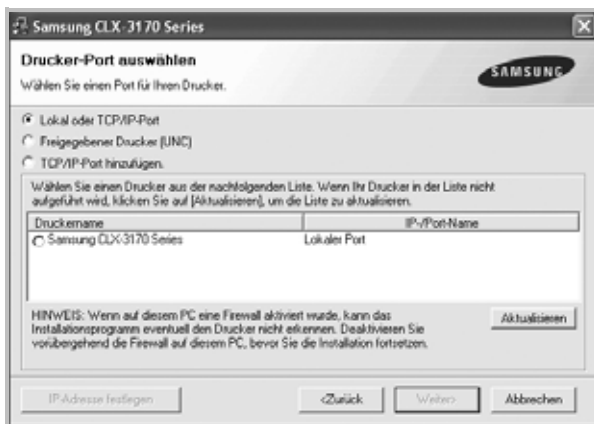 Samsung CLX-3170 Series
Drucker-Port auswählen
Wählen Sie einen Port für Ihren Drucker.
SAMSUNG
Lokal oder TCP/IP-Port
Freigegebener Drucker (UNC)
TCP/IP-Port hinzufügen.
Wählen Sie einen Drucker aus der nachfolgenden Liste. Wenn Ihr Drucker in der Liste nicht
aufgeführt wird, klicken Sie auf [Aktualisieren], um die Liste zu aktualisieren.
Druckername IP-/Port-Name
Samsung CLX-3170 Series Lokaler Port
HINWEIS: Wenn auf diesem PC eine Firewall aktiviert wurde, kann das
Installationsprogramm eventuell den Drucker nicht erkennen. Deaktivieren Sie
vorübergehend die Firewall auf diesem PC, bevor Sie die Installation fortsetzen.
Aktualisieren
IP-Adresse festlegen <Zurück Weiter> Abbrechen